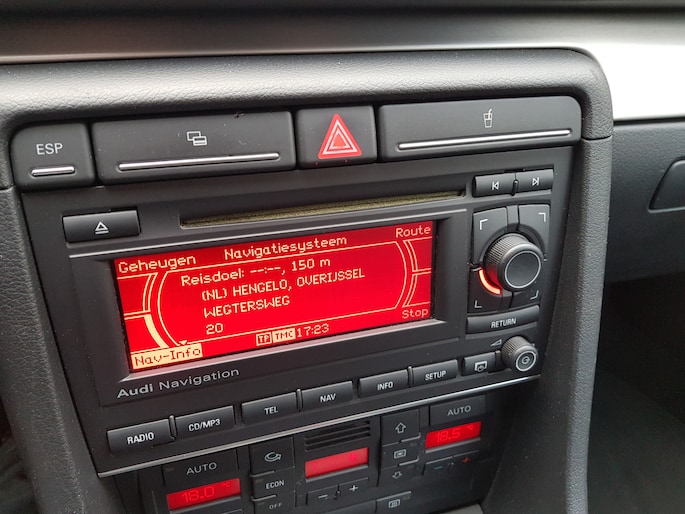 ESP
Geheugen Navigatiesysteem Route
Reisdoel: --:--, 150 m
(NL) HENGELO, OVERIJSSEL
WEGTERSWEG
20
Stop
Nav-Info TP TMC 17:23
Audi Navigation
RETURN
RADIO CD/MP3 TEL NAV INFO SETUP
AUTO AUTO
18.0° 18.5°
ECON